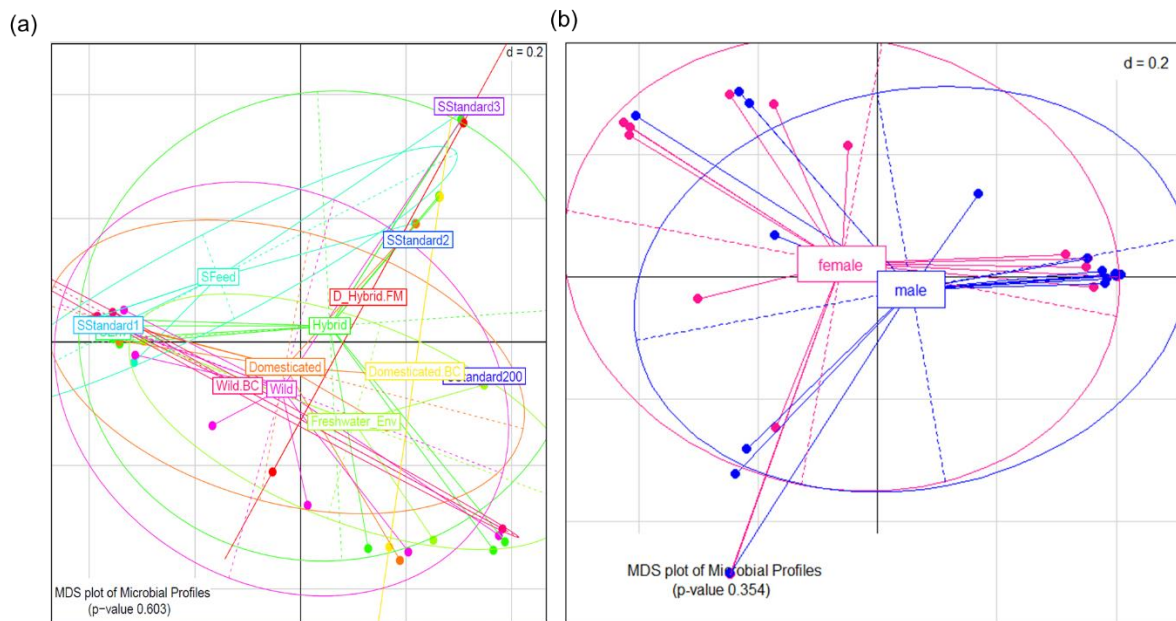 (a)
d = 0.2
SStandard3
SStandard2
SFeed
D_Hybrid.FM
SStandard1
Hybrid
Domesticated
Domesticated.BC
Standard200
Wild.BC
Wild
Freshwater_Env
MDS plot of Microbial Profiles
(p-value 0.603)
(b)
d = 0.2
female
male
MDS plot of Microbial Profiles
(p-value 0.354)